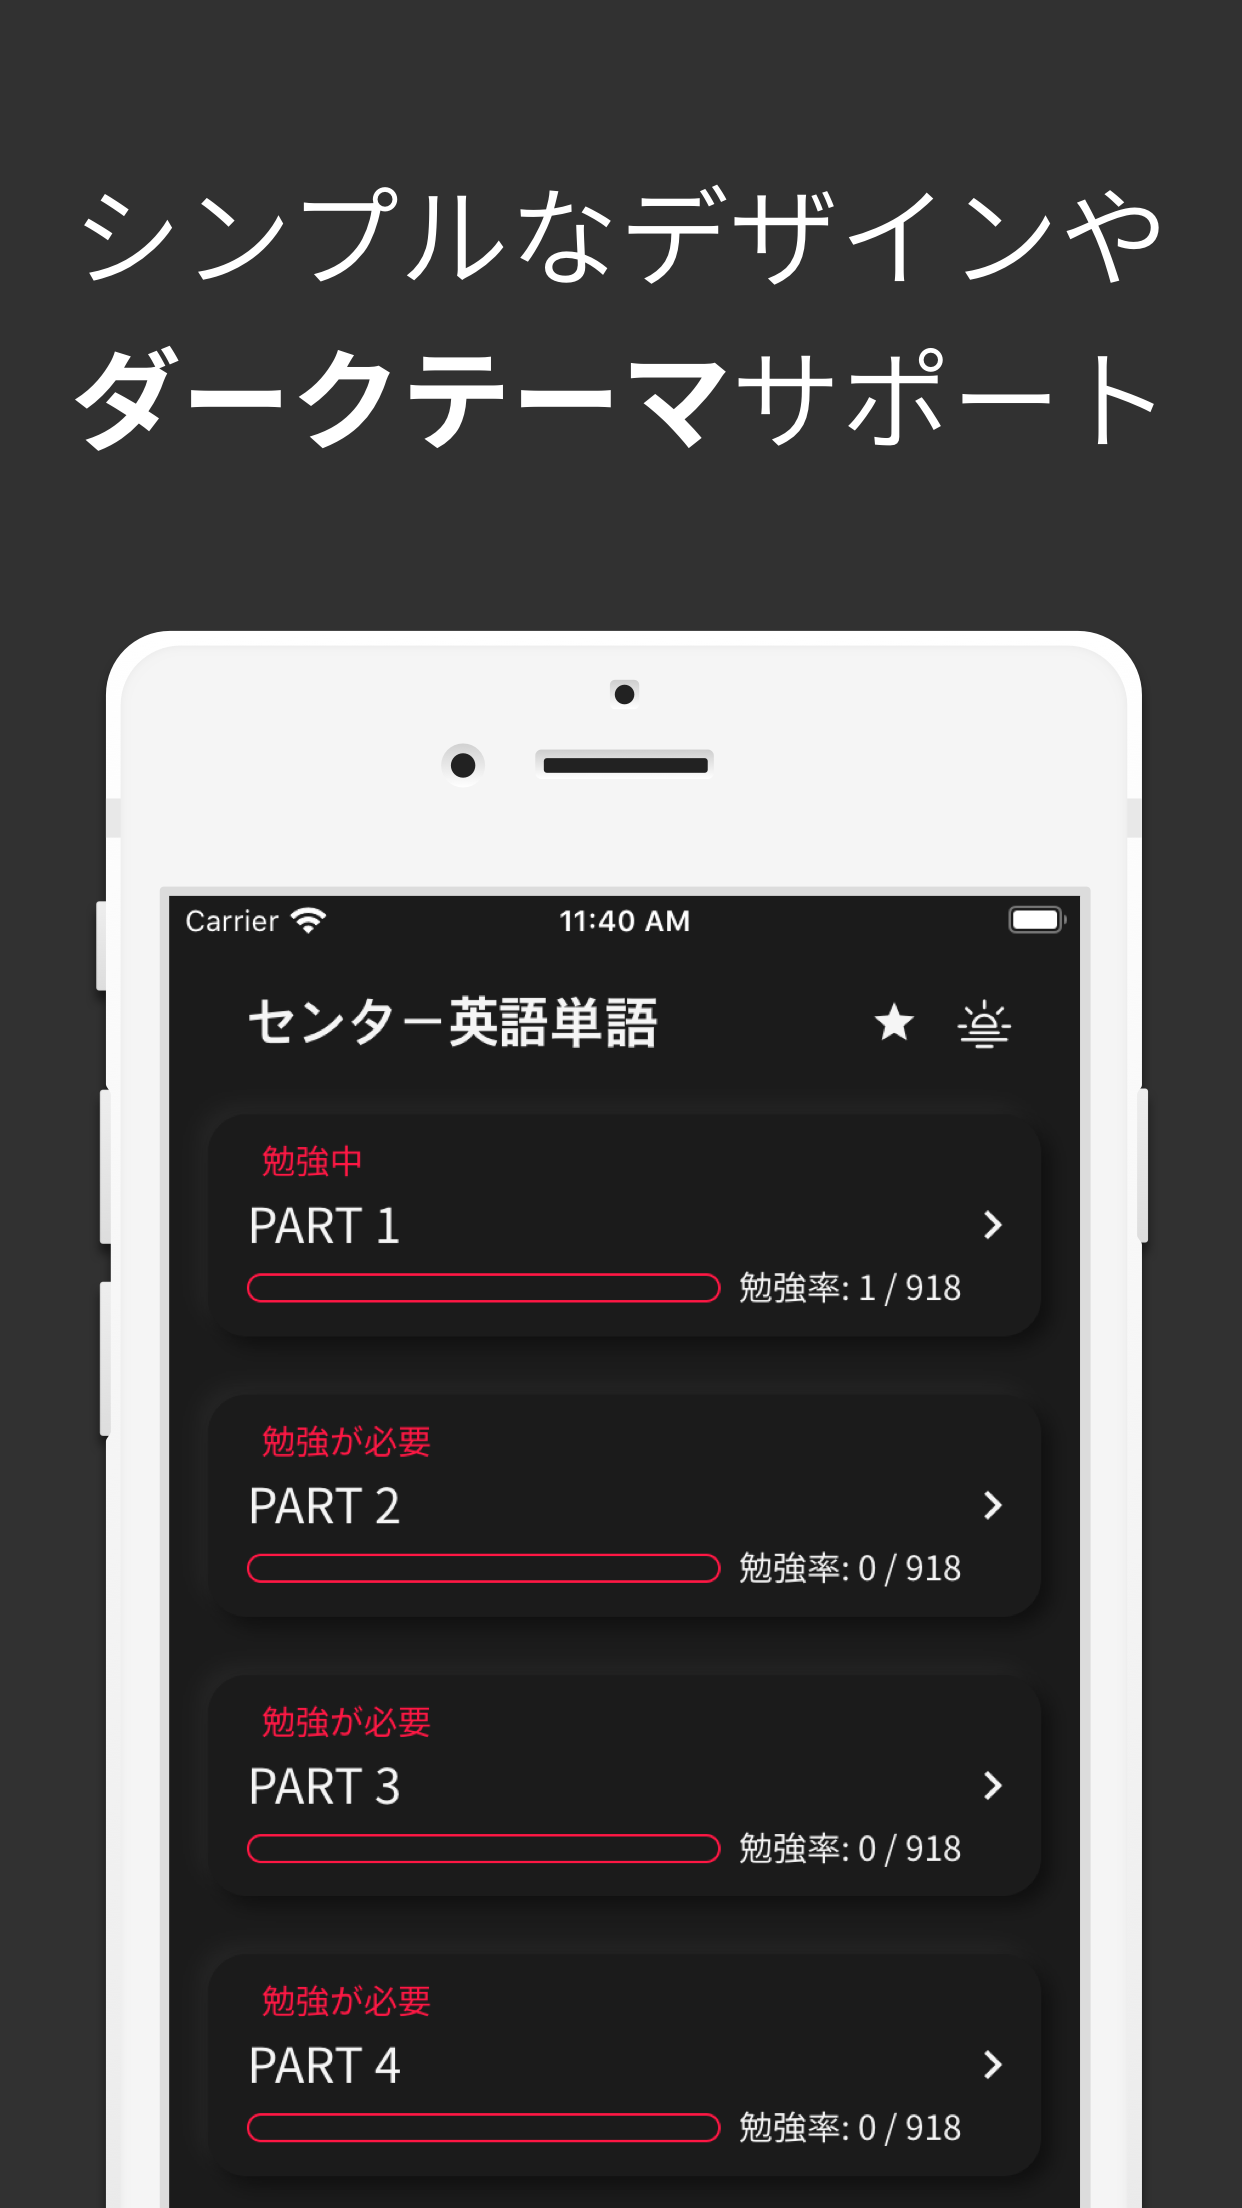 シンプルなデザインや
ダークテーマサポート
Carrier 11:40 AM
センター英語単語
勉強中
PART 1
勉強率: 1 / 918
勉強が必要
PART 2
勉強率: 0 / 918
勉強が必要
PART 3
勉強率: 0 / 918
勉強が必要
PART 4
勉強率: 0 / 918